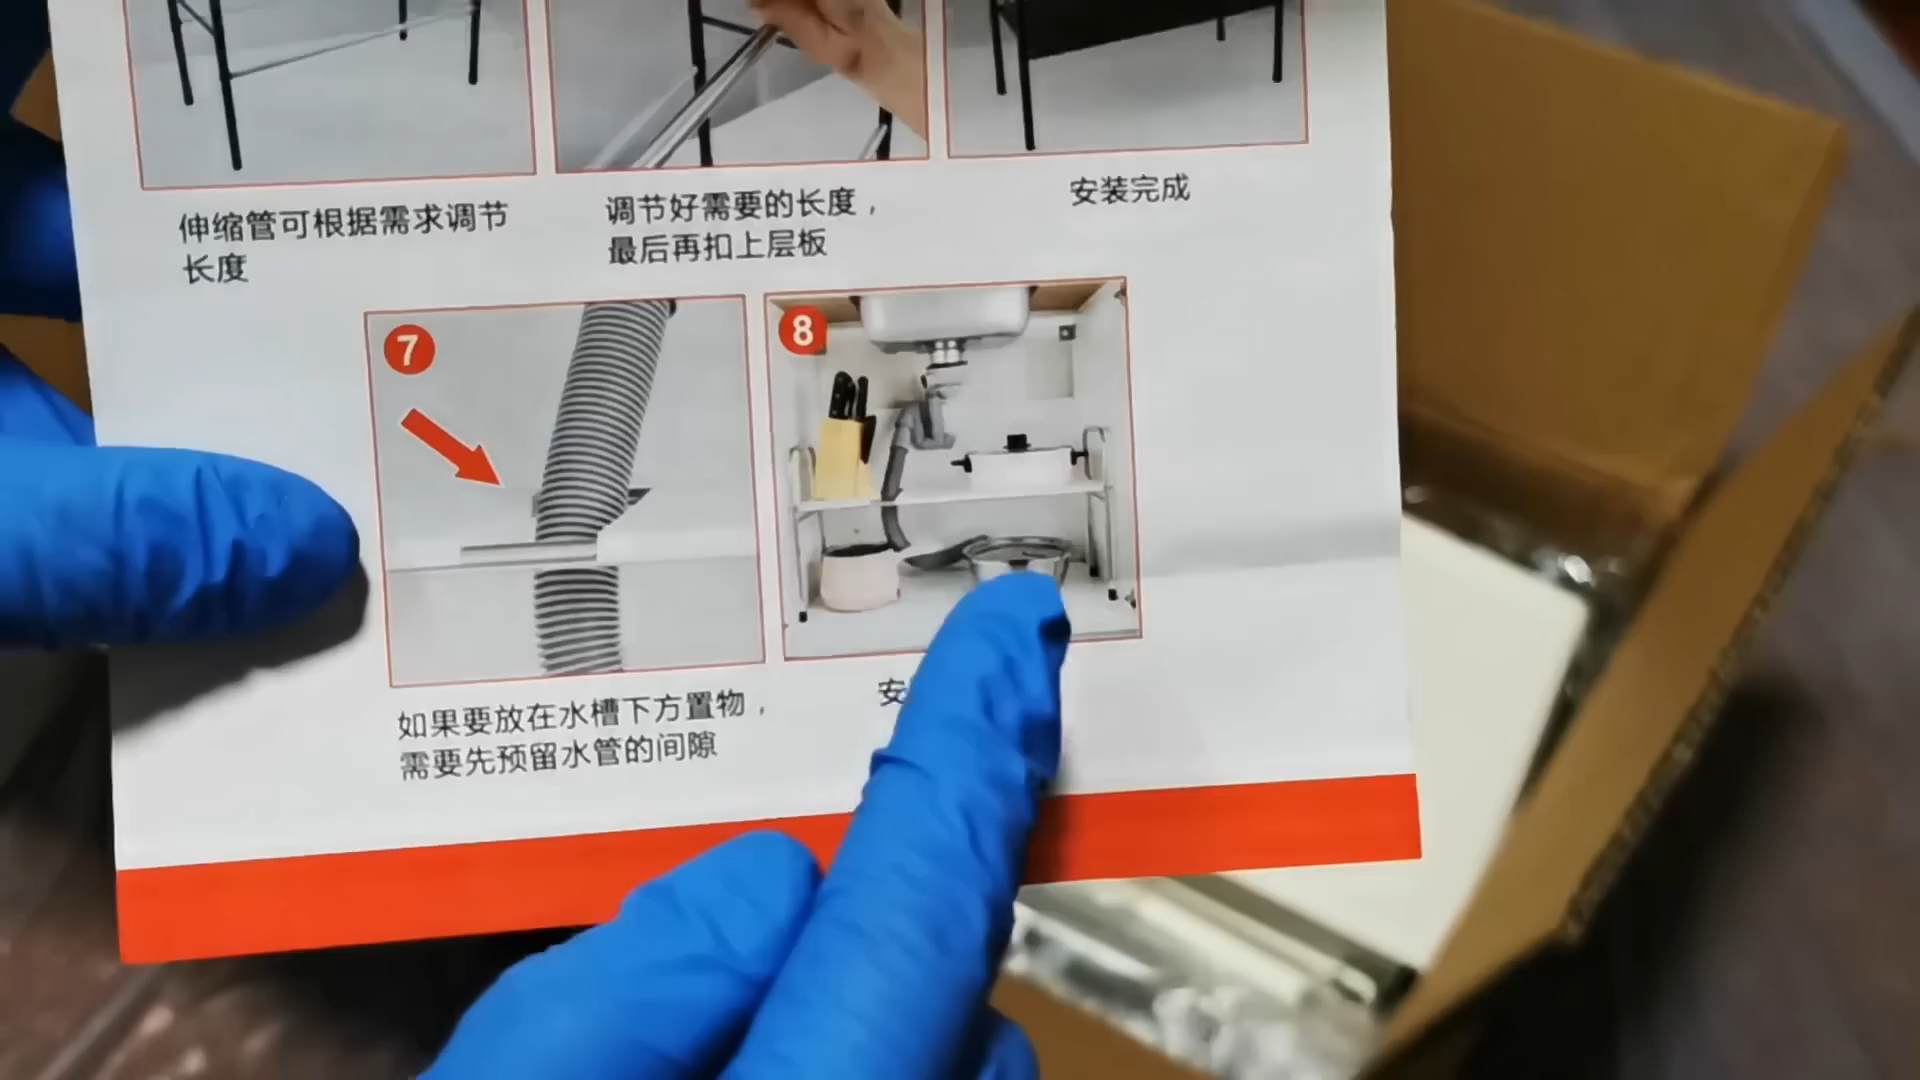 伸缩管可根据需求调节
长度
调节好需要的长度，
最后再扣上层板
安装完成
7
8
如果要放在水槽下方置物，
需要先预留水管的间隙
安